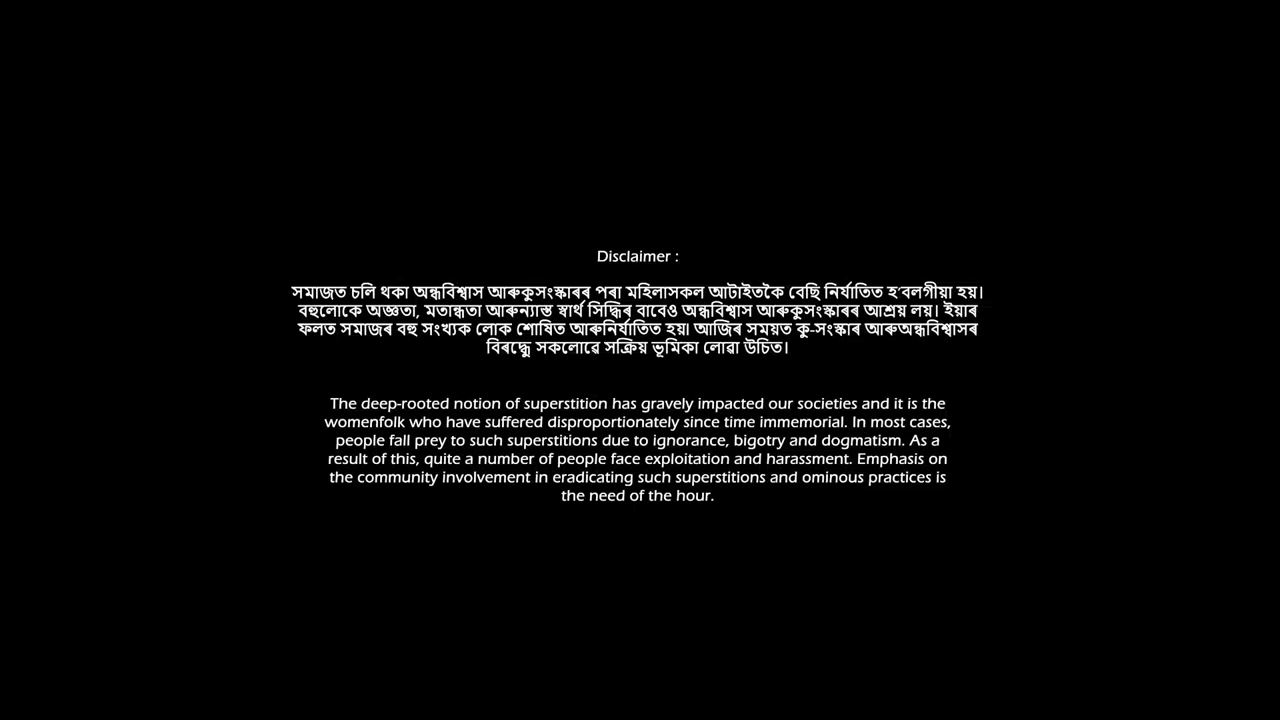 Disclaimer :
সমাজত চলি থকা অন্ধবিশ্বাস আৰুকুসংস্কাৰৰ পৰা মহিলাসকল আটাইতকৈ বেছি নিৰ্যাতিত হ’বলগীয়া হয়।
বহুলোকে অজ্ঞতা, মতান্ধতা আৰুন্যাস্ত স্বাৰ্থ সিদ্ধিৰ বাবেও অন্ধবিশ্বাস আৰুকুসংস্কাৰৰ আশ্ৰয় লয়। ইয়াৰ
ফলত সমাজৰ বহু সংখ্যক লোক শোষিত আৰুনিৰ্যাতিত হয়৷ আজিৰ সময়ত কু-সংস্কাৰ আৰুঅন্ধবিশ্বাসৰ
বিৰদ্ধে সকলোৱে সক্ৰিয় ভূমিকা লোৱা উচিত।
The deep-rooted notion of superstition has gravely impacted our societies and it is the
womenfolk who have suffered disproportionately since time immemorial. In most cases,
people fall prey to such superstitions due to ignorance, bigotry and dogmatism. As a
result of this, quite a number of people face exploitation and harassment. Emphasis on
the community involvement in eradicating such superstitions and ominous practices is
the need of the hour.